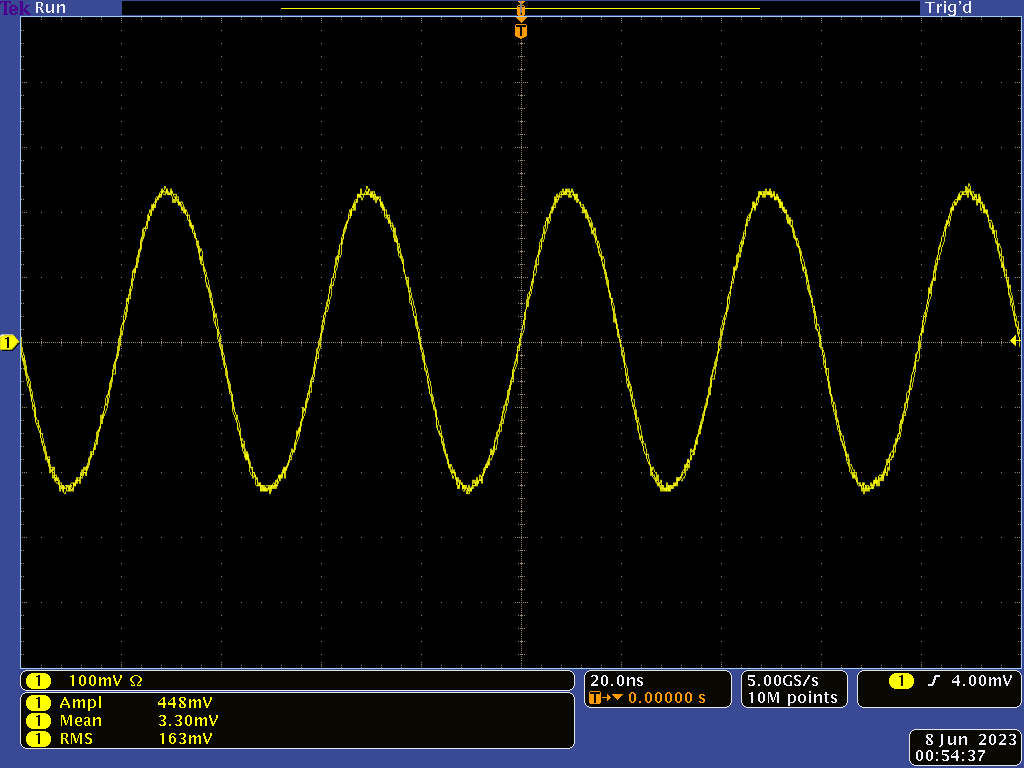 Tek Run Trig'd
T
T
1
1 100mV Ω
20.0ns
T 0.00000 s
5.00GS/s
10M points
1 4.00mV
1 Ampl 448mV
1 Mean 3.30mV
1 RMS 163mV
8 Jun 2023
00:54:37